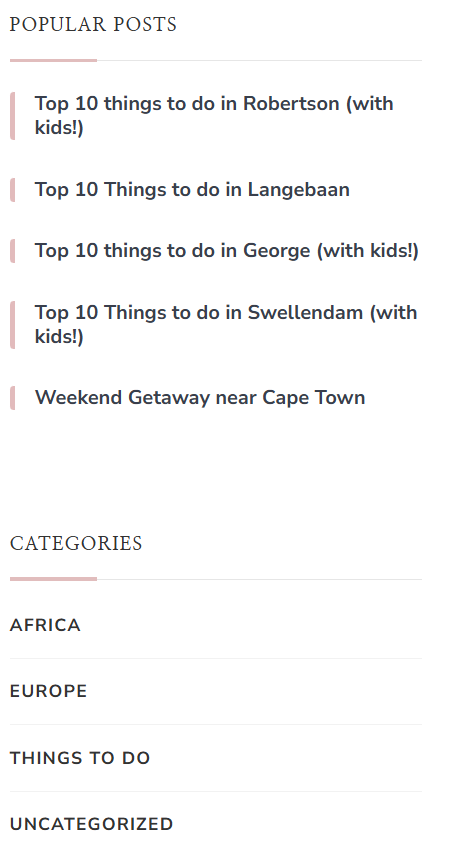 POPULAR POSTS
Top 10 things to do in Robertson (with
kids!)
Top 10 Things to do in Langebaan
Top 10 things to do in George (with kids!)
Top 10 Things to do in Swellendam (with
kids!)
Weekend Getaway near Cape Town
CATEGORIES
AFRICA
EUROPE
THINGS TO DO
UNCATEGORIZED